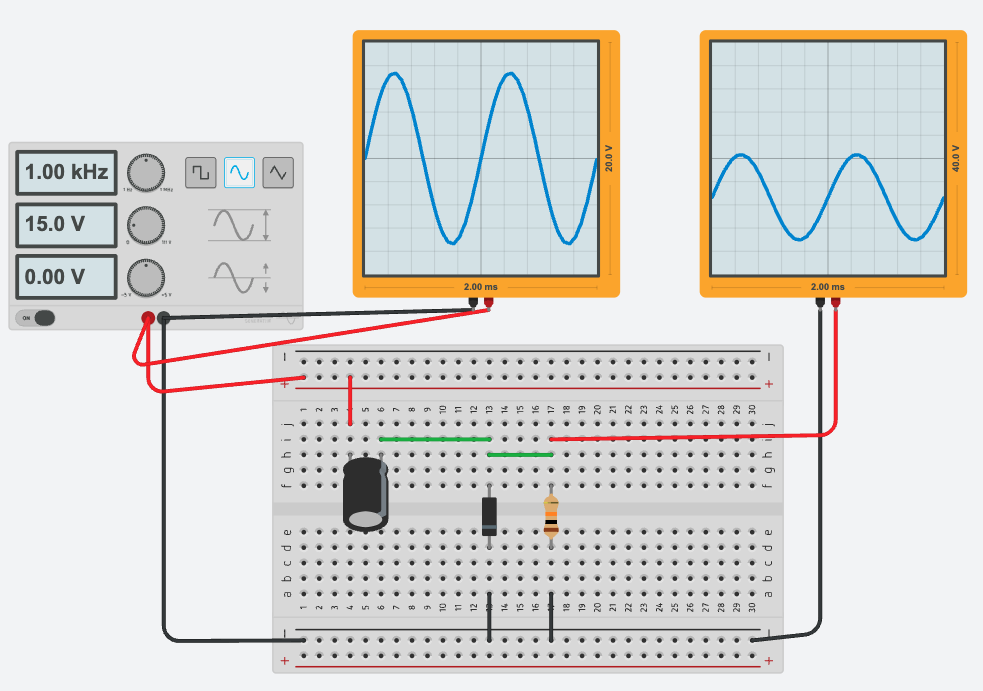 1.00 kHz
15.0 V
0.00 V
1 Hz
1 MHz
0
10 V
-5 V
+5 V
ON
20.0 V
2.00 ms
40.0 V
2.00 ms
− −
+ +
1 2 3 4 5 6 7 8 9 10 11 12 13 14 15 16 17 18 19 20 21 22 23 24 25 26 27 28 29 30
j j
i i
h h
g g
f f
e e
d d
c c
b b
a a
1 2 3 4 5 6 7 8 9 10 11 12 13 14 15 16 17 18 19 20 21 22 23 24 25 26 27 28 29 30
− −
+ +